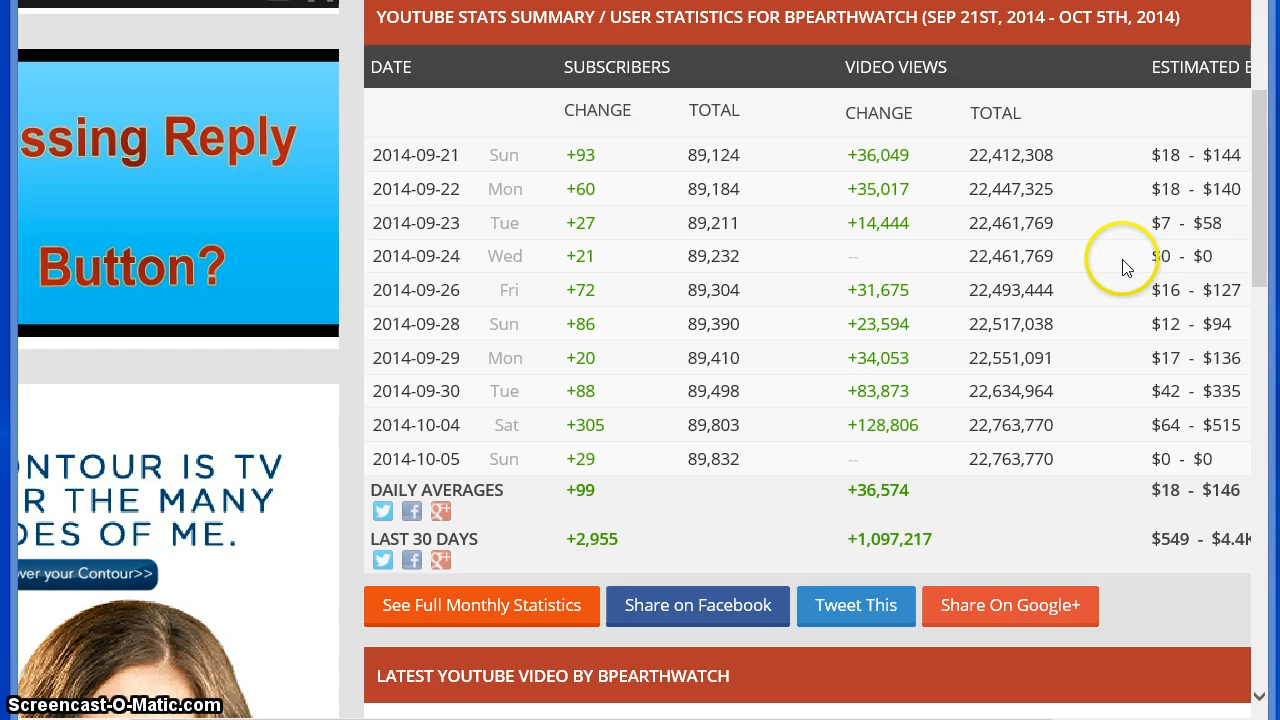 YOUTUBE STATS SUMMARY / USER STATISTICS FOR BPEARTHWATCH (SEP 21ST, 2014 - OCT 5TH, 2014)
DATE SUBSCRIBERS VIDEO VIEWS ESTIMATED E
CHANGE TOTAL CHANGE TOTAL
2014-09-21 Sun +93 89,124 +36,049 22,412,308 $18 - $144
2014-09-22 Mon +60 89,184 +35,017 22,447,325 $18 - $140
2014-09-23 Tue +27 89,211 +14,444 22,461,769 $7 - $58
2014-09-24 Wed +21 89,232 -- 22,461,769 $0 - $0
2014-09-26 Fri +72 89,304 +31,675 22,493,444 $16 - $127
2014-09-28 Sun +86 89,390 +23,594 22,517,038 $12 - $94
2014-09-29 Mon +20 89,410 +34,053 22,551,091 $17 - $136
2014-09-30 Tue +88 89,498 +83,873 22,634,964 $42 - $335
2014-10-04 Sat +305 89,803 +128,806 22,763,770 $64 - $515
2014-10-05 Sun +29 89,832 -- 22,763,770 $0 - $0
DAILY AVERAGES +99 +36,574 $18 - $146
LAST 30 DAYS +2,955 +1,097,217 $549 - $4.4K
See Full Monthly Statistics Share on Facebook Tweet This Share On Google+
LATEST YOUTUBE VIDEO BY BPEARTHWATCH
ssing Reply
Button?
NTOUR IS TV
R THE MANY
DES OF ME.
ver your Contour>>
Screencast-O-Matic.com